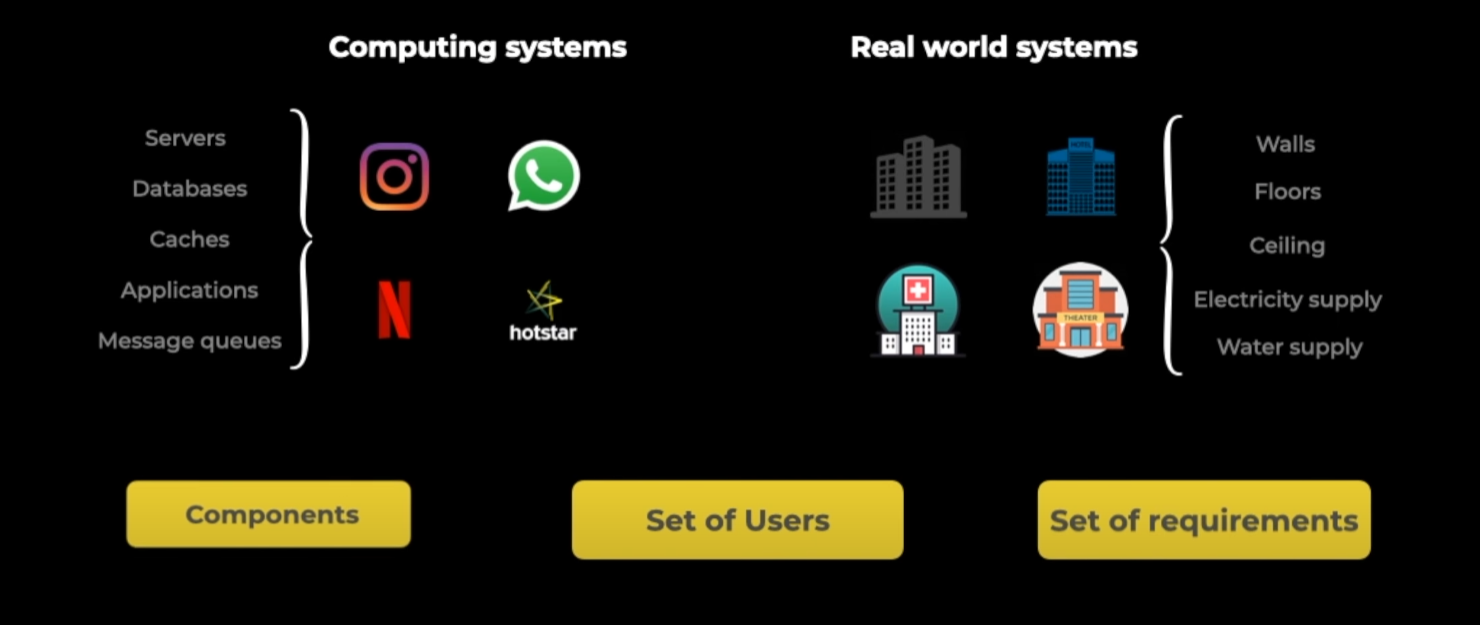 Computing systems
Real world systems
Servers
Databases
Caches
Applications
Message queues
hotstar
HOTEL
THEATER
Walls
Floors
Ceiling
Electricity supply
Water supply
Components
Set of Users
Set of requirements